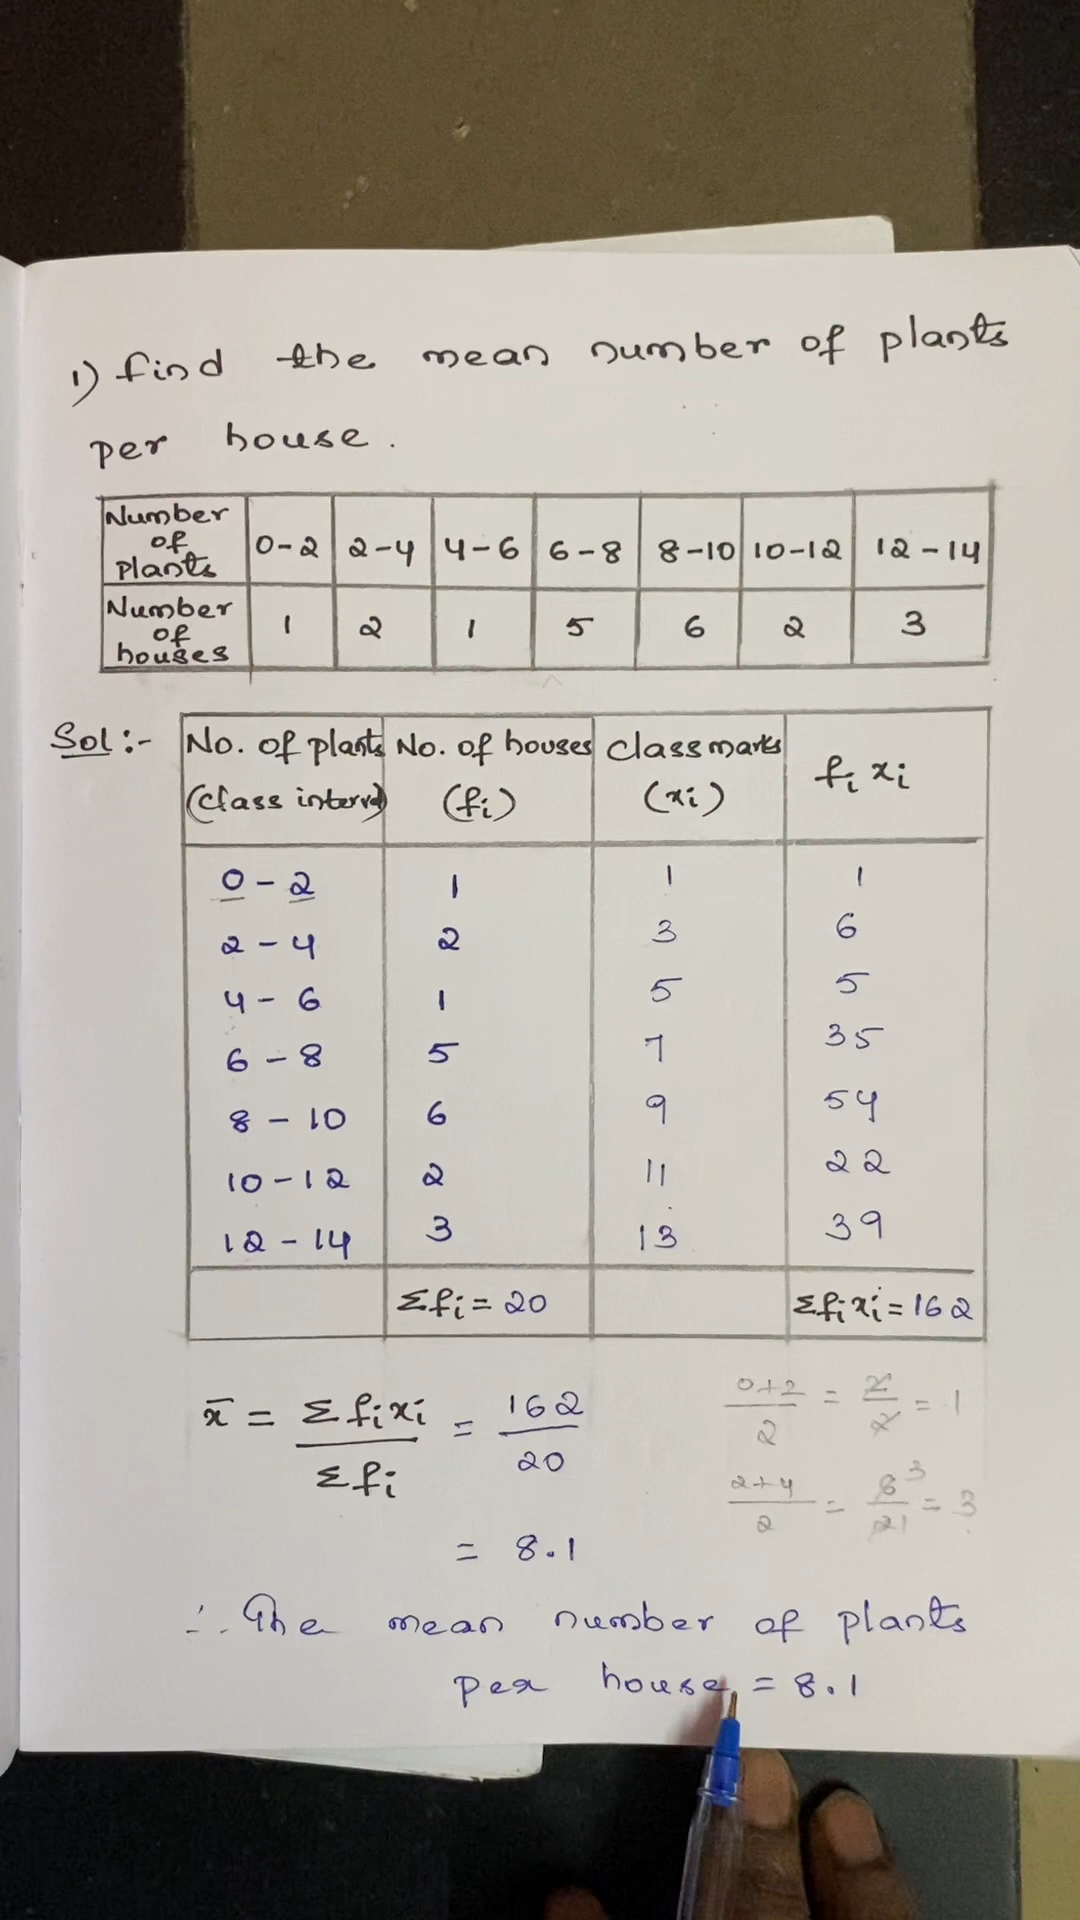 1) find the mean number of plants
per house.
Number of plants 0-2 2-4 4-6 6-8 8-10 10-12 12-14
Number of houses 1 2 1 5 6 2 3
Sol:- No. of plants No. of houses class marks fi xi
(class interval) (fi) (xi)
0-2 1 1 1
2-4 2 3 6
4-6 1 5 5
6-8 5 7 35
8-10 6 9 54
10-12 2 11 22
12-14 3 13 39
Σfi = 20 Σfixi = 162
x̄ = Σfixi / Σfi = 162 / 20
= 8.1
0+2 / 2 = 2 / 2 = 1
2+4 / 2 = 6 3 / 2 1 = 3
∴ The mean number of plants
per house = 8.1